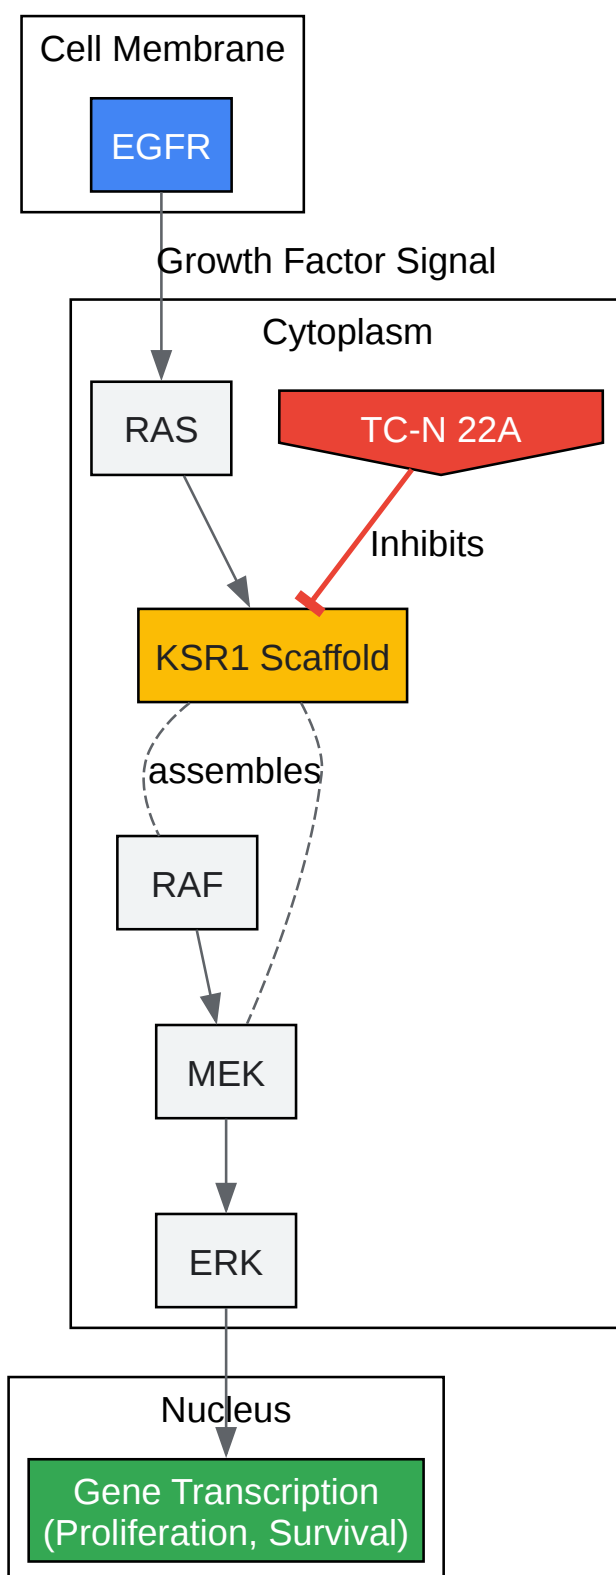 Cell Membrane
EGFR
Growth Factor Signal
Cytoplasm
RAS
TC-N 22A
Inhibits
KSR1 Scaffold
assembles
RAF
MEK
ERK
Nucleus
Gene Transcription
(Proliferation, Survival)